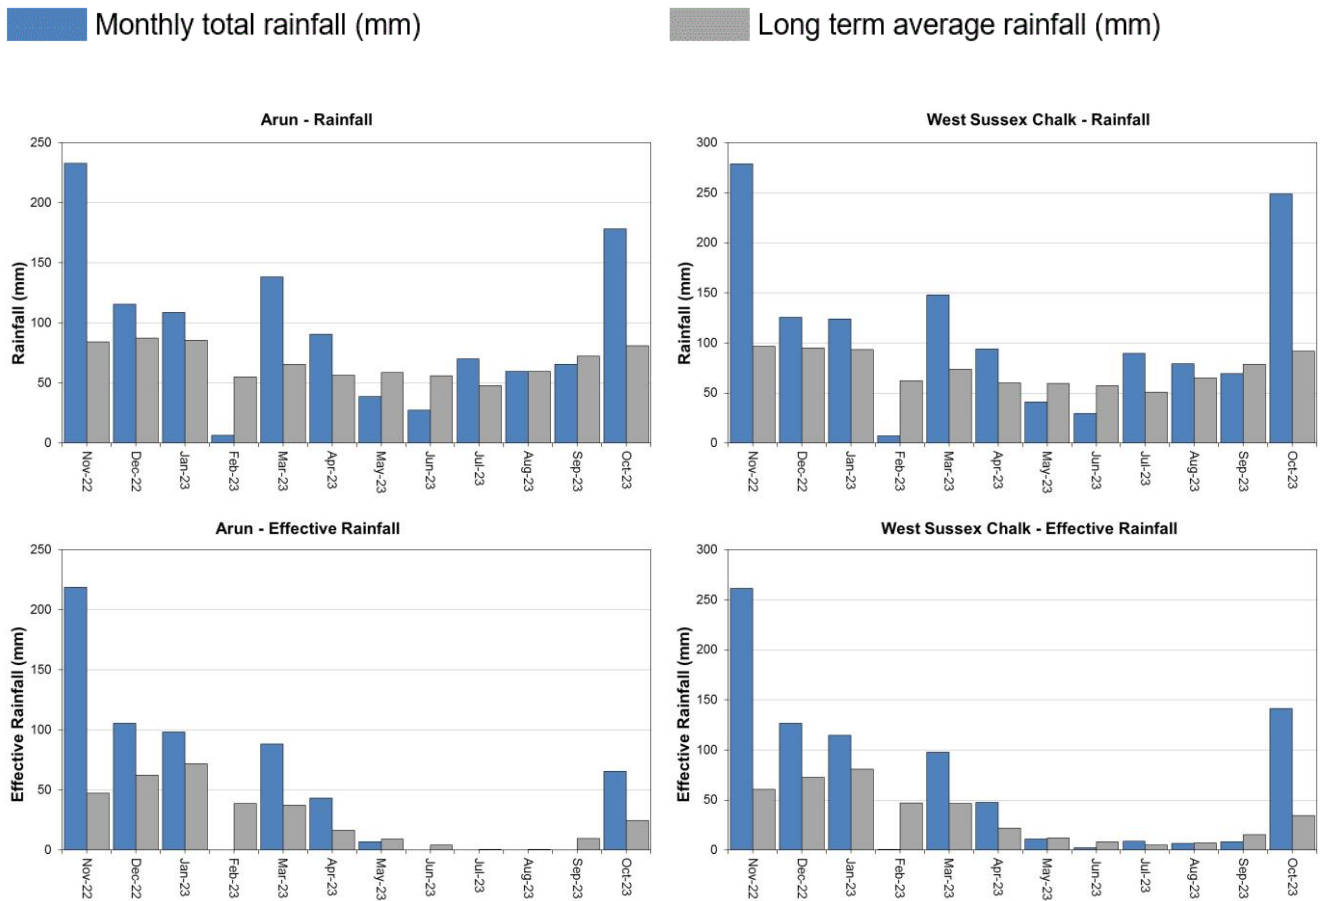 Monthly total rainfall (mm)
Long term average rainfall (mm)
Arun - Rainfall
Rainfall (mm)
250
200
150
100
50
0
Nov-22
Dec-22
Jan-23
Feb-23
Mar-23
Apr-23
May-23
Jun-23
Jul-23
Aug-23
Sep-23
Oct-23
West Sussex Chalk - Rainfall
Rainfall (mm)
300
250
200
150
100
50
0
Nov-22
Dec-22
Jan-23
Feb-23
Mar-23
Apr-23
May-23
Jun-23
Jul-23
Aug-23
Sep-23
Oct-23
Arun - Effective Rainfall
Effective Rainfall (mm)
250
200
150
100
50
0
Nov-22
Dec-22
Jan-23
Feb-23
Mar-23
Apr-23
May-23
Jun-23
Jul-23
Aug-23
Sep-23
Oct-23
West Sussex Chalk - Effective Rainfall
Effective Rainfall (mm)
300
250
200
150
100
50
0
Nov-22
Dec-22
Jan-23
Feb-23
Mar-23
Apr-23
May-23
Jun-23
Jul-23
Aug-23
Sep-23
Oct-23